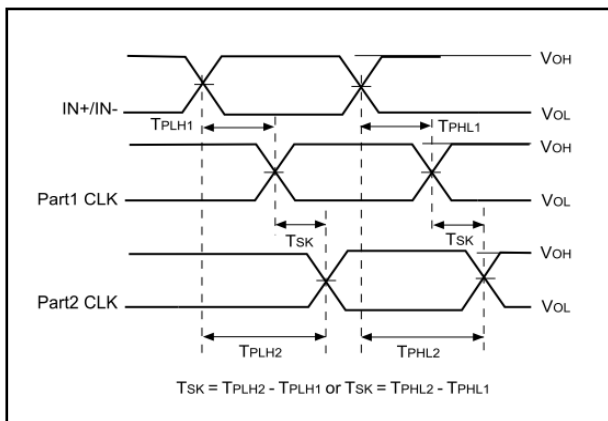 VOH
IN+/IN-
VOL
TPLH1
TPHL1
VOH
Part1 CLK
VOL
TSK
TSK
VOH
Part2 CLK
VOL
TPLH2
TPHL2
TSK = TPLH2 - TPLH1 or TSK = TPHL2 - TPHL1